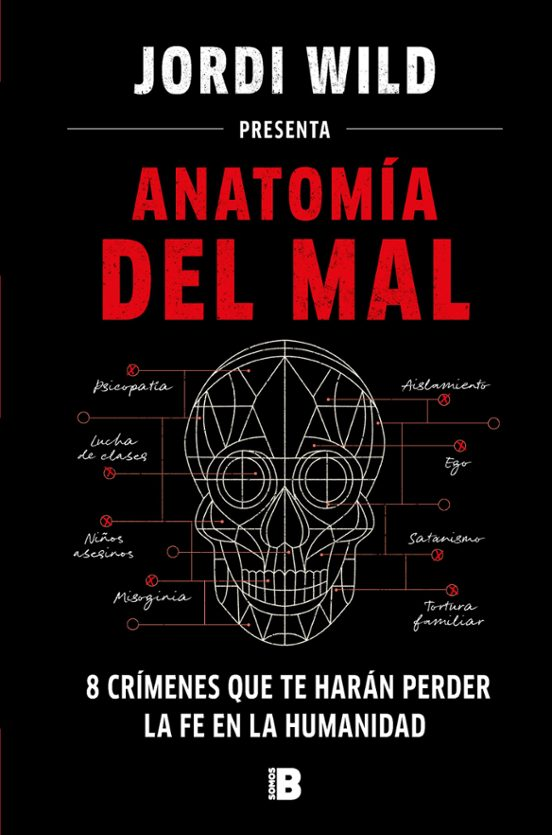 JORDI WILD
PRESENTA
ANATOMÍA
DEL MAL
Psicopatía
Aislamiento
Lucha
de clases
Ego
Niños
asesinos
Satanismo
Misoginia
Tortura
familiar
8 CRÍMENES QUE TE HARÁN PERDER
LA FE EN LA HUMANIDAD
SOMOS
B